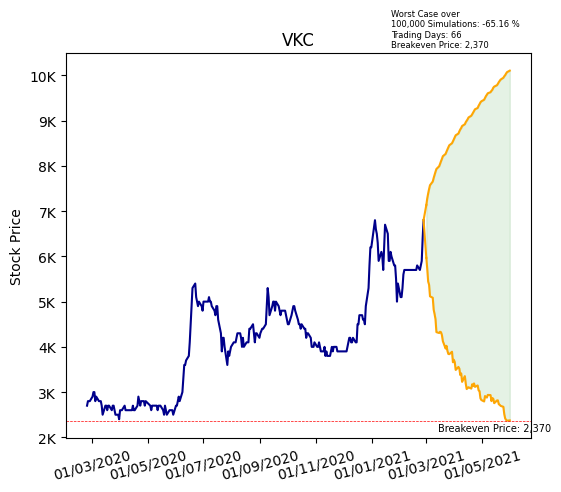 Worst Case over
100,000 Simulations: -65.16 %
Trading Days: 66
Breakeven Price: 2,370
VKC
10K
9K
8K
7K
6K
5K
4K
3K
2K
Stock Price
Breakeven Price: 2,370
01/03/2020
01/05/2020
01/07/2020
01/09/2020
01/11/2020
01/01/2021
01/03/2021
01/05/2021